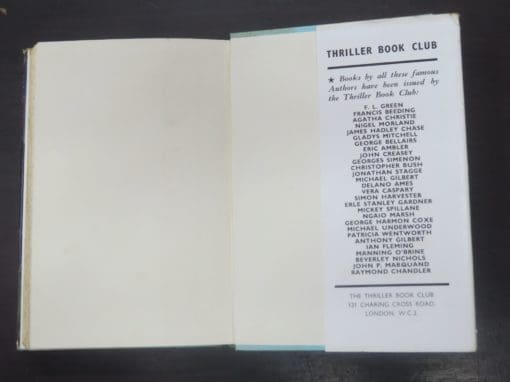 THRILLER BOOK CLUB
★ Books by all these famous
Authors have been issued by
the Thriller Book Club:
F. L. GREEN
FRANCIS BEEDING
AGATHA CHRISTIE
NIGEL MORLAND
JAMES HADLEY CHASE
GLADYS MITCHELL
GEORGE BELLAIRS
ERIC AMBLER
JOHN CREASEY
GEORGES SIMENON
CHRISTOPHER BUSH
JONATHAN STAGGE
MICHAEL GILBERT
DELANO AMES
VERA CASPARY
SIMON HARVESTER
ERLE STANLEY GARDNER
MICKEY SPILLANE
NGAIO MARSH
GEORGE HARMON COXE
MICHAEL UNDERWOOD
PATRICIA WENTWORTH
ANTHONY GILBERT
IAN FLEMING
MANNING O'BRINE
BEVERLEY NICHOLS
JOHN P. MARQUAND
RAYMOND CHANDLER
THE THRILLER BOOK CLUB
121 CHARING CROSS ROAD,
LONDON, W.C.2.